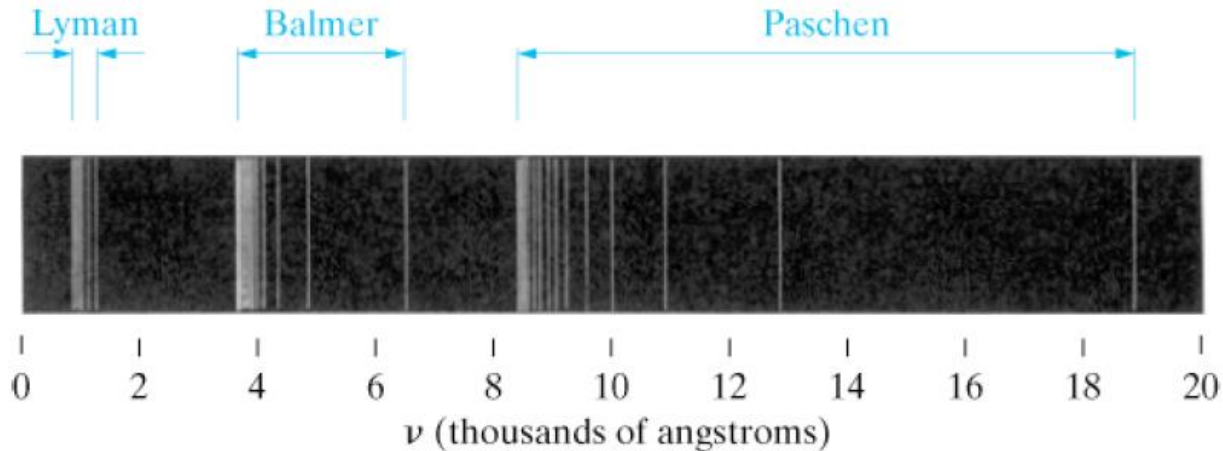 Lyman Balmer Paschen
0 2 4 6 8 10 12 14 16 18 20
ν (thousands of angstroms)